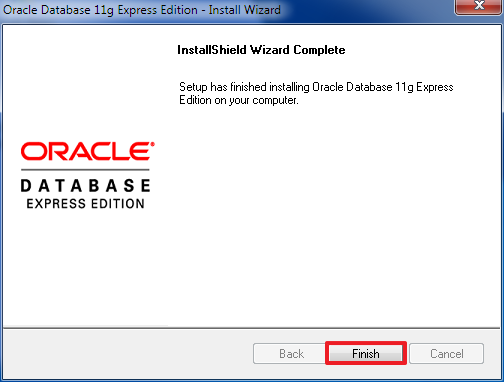 Oracle Database 11g Express Edition - Install Wizard
InstallShield Wizard Complete
Setup has finished installing Oracle Database 11g Express
Edition on your computer.
ORACLE®
DATABASE
EXPRESS EDITION
Back
Finish
Cancel